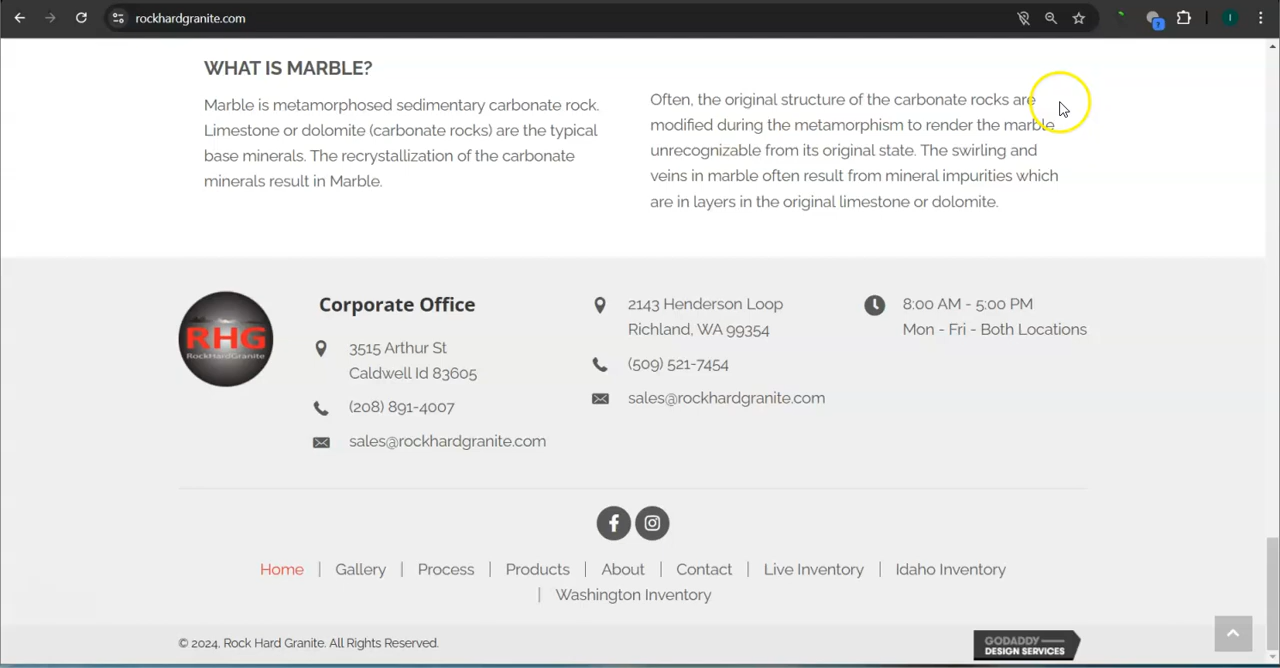 rockhardgranite.com
WHAT IS MARBLE?
Marble is metamorphosed sedimentary carbonate rock.
Limestone or dolomite (carbonate rocks) are the typical
base minerals. The recrystallization of the carbonate
minerals result in Marble.
Often, the original structure of the carbonate rocks are
modified during the metamorphism to render the marble
unrecognizable from its original state. The swirling and
veins in marble often result from mineral impurities which
are in layers in the original limestone or dolomite.
RHG
RockHardGranite
Corporate Office
3515 Arthur St
Caldwell Id 83605
(208) 891-4007
sales@rockhardgranite.com
2143 Henderson Loop
Richland, WA 99354
(509) 521-7454
sales@rockhardgranite.com
8:00 AM - 5:00 PM
Mon - Fri - Both Locations
Home | Gallery | Process | Products | About | Contact | Live Inventory | Idaho Inventory
| Washington Inventory
© 2024, Rock Hard Granite. All Rights Reserved.
GODADDY
DESIGN SERVICES